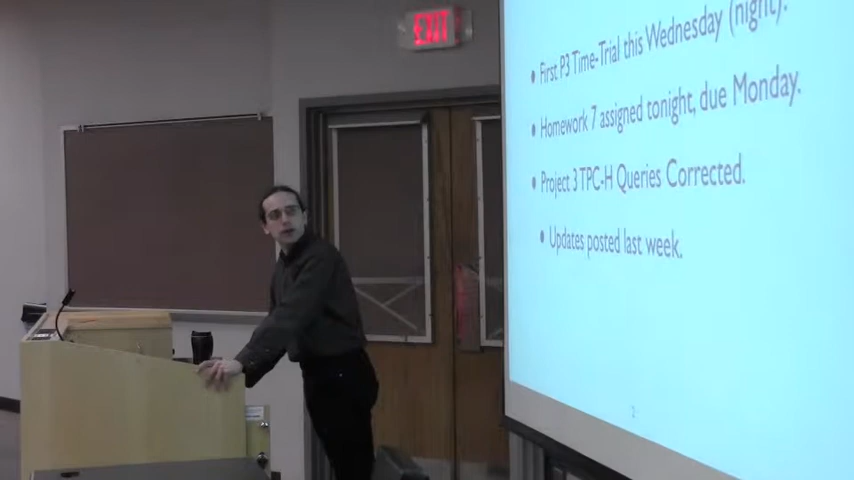 EXIT
• First P3 Time-Trial this Wednesday (night).
• Homework 7 assigned tonight, due Monday.
• Project 3 TPC-H Queries Corrected.
• Updates posted last week.
2